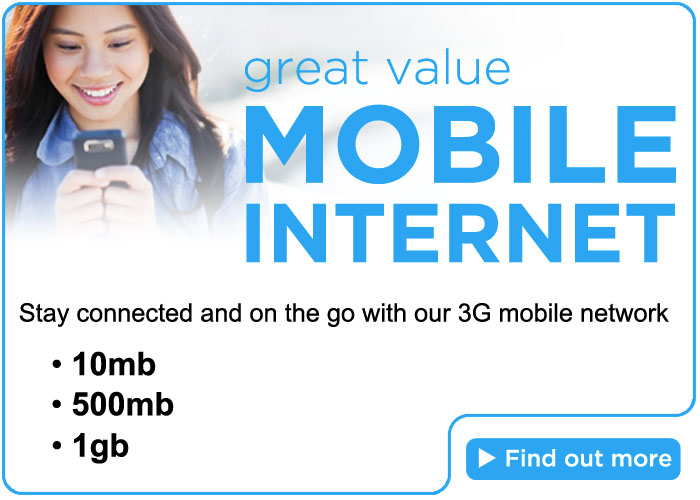 great value
MOBILE
INTERNET
Stay connected and on the go with our 3G mobile network
• 10mb
• 500mb
• 1gb
Find out more